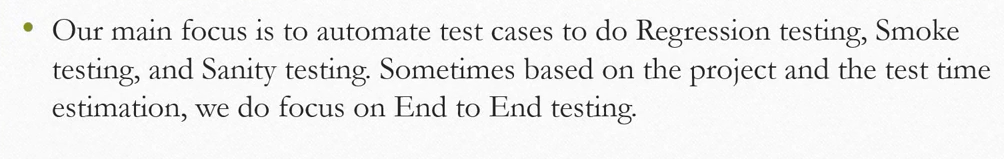 • Our main focus is to automate test cases to do Regression testing, Smoke
testing, and Sanity testing. Sometimes based on the project and the test time
estimation, we do focus on End to End testing.